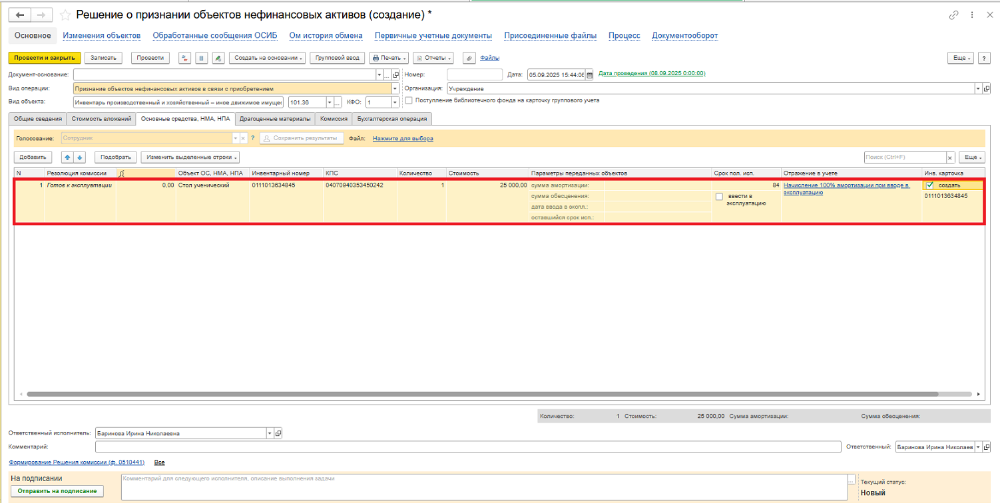 Решение о признании объектов нефинансовых активов (создание) *
Основное Изменения объектов Обработанные сообщения ОСИБ Ом история обмена Первичные учетные документы Присоединенные файлы Процесс Документооборот
Провести и закрыть Записать Провести Создать на основании Групповой ввод Печать Отчеты Файлы Еще ?
Документ-основание: Номер: Дата: 05.09.2025 15:44:06 Дата проведения (08.09.2025 0:00:00)
Вид операции: Признание объектов нефинансовых активов в связи с приобретением Организация: Учреждение
Вид объекта: Инвентарь производственный и хозяйственный – иное движимое имущес 101.36 КФО: 1 Поступление библиотечного фонда на карточку группового учета
Общие сведения Стоимость вложений Основные средства, НМА, НПА Драгоценные материалы Комиссия Бухгалтерская операция
Голосование: Сотрудник ? Сохранить результаты Файл: Нажмите для выбора
Добавить Подобрать Изменить выделенные строки Поиск (Ctrl+F) Еще
N Резолюция комиссии Объект ОС, НМА, НПА Инвентарный номер КПС Количество Стоимость Параметры переданных объектов Срок пол. исп. Отражение в учете Инв. карточка
1 Готов к эксплуатации 0,00 Стол ученический 0111013634845 04070940353450242 1 25 000,00 сумма амортизации: 84 Начисление 100% амортизации при вводе в создать
сумма обесценения: ввести в эксплуатацию 0111013634845
дата ввода в экспл.: эксплуатацию
оставшийся срок исп.:
Количество: 1 Стоимость: 25 000,00 Сумма амортизации: Сумма обесценения:
Ответственный исполнитель: Баринова Ирина Николаевна
Комментарий: Ответственный: Баринова Ирина Николаев
Формирование Решения комиссии (ф. 0510441) Все
На подписании Комментарий для следующего исполнителя, описание выполнения задачи
Текущий статус:
Отправить на подписание Новый